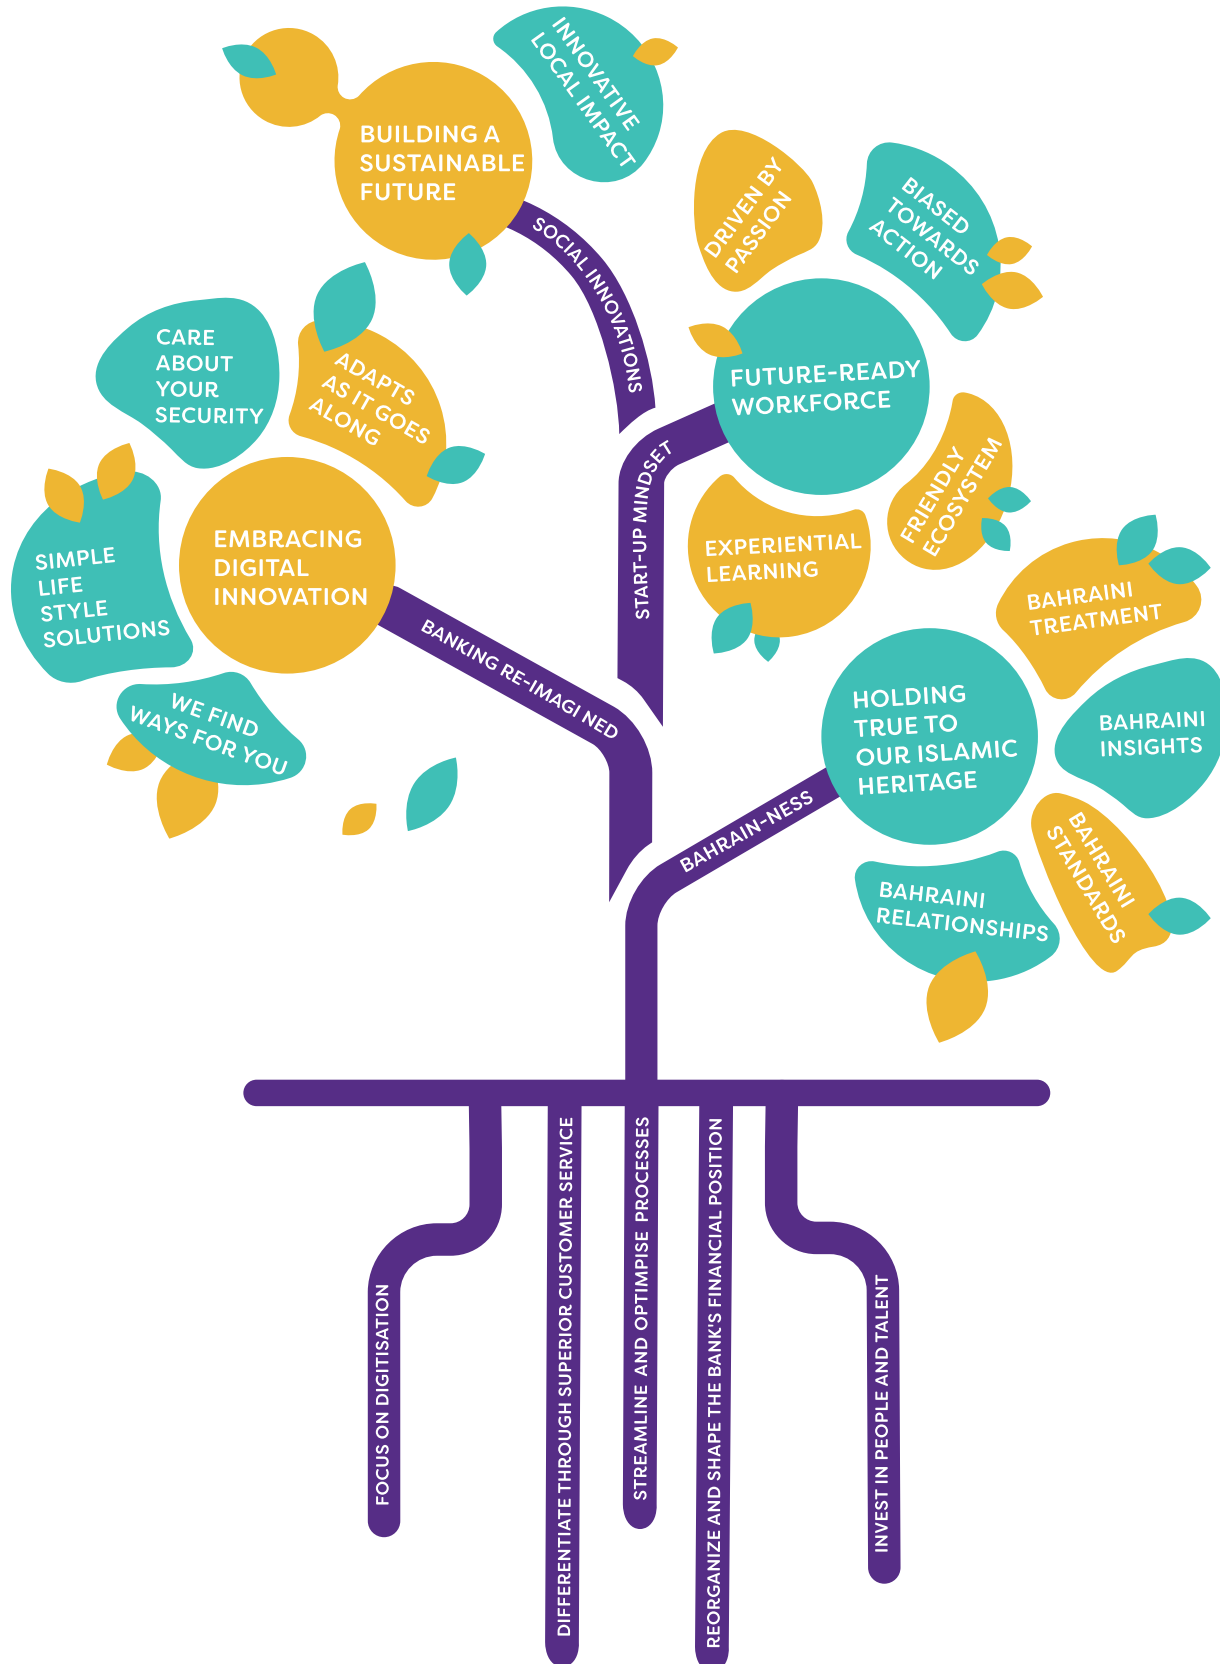 INNOVATIVE
LOCAL IMPACT
BUILDING A
SUSTAINABLE
FUTURE
SOCIAL INNOVATIONS
DRIVEN BY
PASSION
BIASED
TOWARDS
ACTION
FUTURE-READY
WORKFORCE
FRIENDLY
ECOSYSTEM
EXPERIENTIAL
LEARNING
START-UP MINDSET
CARE
ABOUT
YOUR
SECURITY
ADAPTS
AS IT GOES
ALONG
SIMPLE
LIFE
STYLE
SOLUTIONS
EMBRACING
DIGITAL
INNOVATION
WE FIND
WAYS FOR YOU
BANKING RE-IMAGI NED
BAHRAINI
TREATMENT
HOLDING
TRUE TO
OUR ISLAMIC
HERITAGE
BAHRAINI
INSIGHTS
BAHRAINI
STANDARDS
BAHRAINI
RELATIONSHIPS
BAHRAIN-NESS
FOCUS ON DIGITISATION
DIFFERENTIATE THROUGH SUPERIOR CUSTOMER SERVICE
STREAMLINE AND OPTIMPISE PROCESSES
REORGANIZE AND SHAPE THE BANK'S FINANCIAL POSITION
INVEST IN PEOPLE AND TALENT